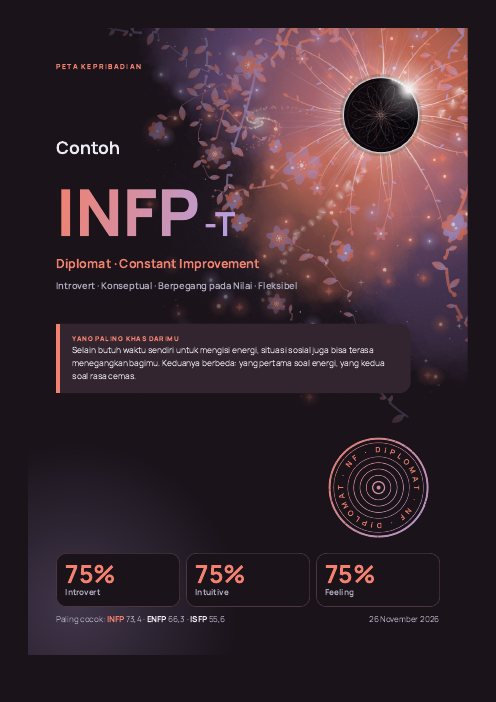 PETA KEPRIBADIAN
Contoh
INFP -T
Diplomat · Constant Improvement
Introvert · Konseptual · Berpegang pada Nilai · Fleksibel
YANG PALING KHAS DARIMU
Selain butuh waktu sendiri untuk mengisi energi, situasi sosial juga bisa terasa
menegangkan bagimu. Keduanya berbeda: yang pertama soal energi, yang kedua
soal rasa cemas.
NF · DIPLOMAT · NF · DIPLOMAT ·
75%
Introvert
75%
Intuitive
75%
Feeling
Paling cocok: INFP 73,4 · ENFP 66,3 · ISFP 55,6
26 November 2026